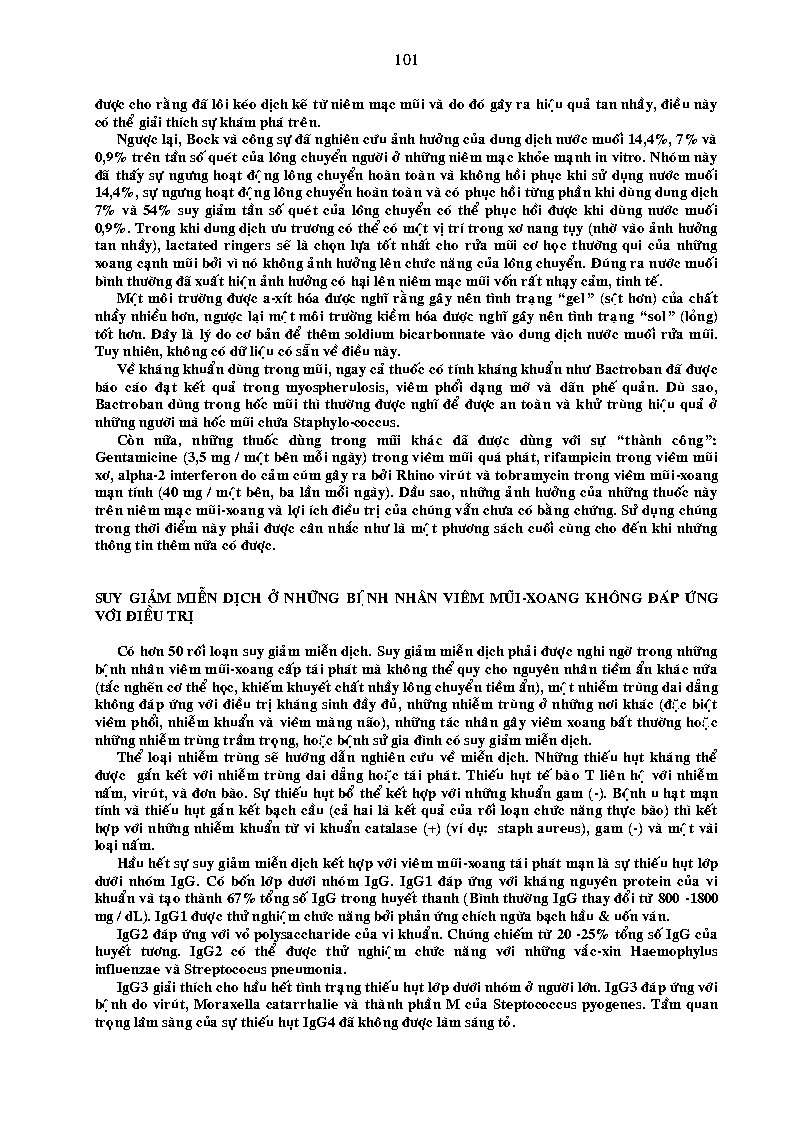 101
được cho rằng đã lôi kéo dịch kẽ từ niêm mạc mũi và do đó gây ra hiệu quả tan nhầy, điều này
có thể giải thích sự khám phá trên.
Ngược lại, Bock và công sự đã nghiên cứu ảnh hưởng của dung dịch nước muối 14,4%, 7% và
0,9% trên tần số quét của lông chuyển người ở những niêm mạc khỏe mạnh in vitro. Nhóm này
đã thấy sự ngưng hoạt động lông chuyển hoàn toàn và không hồi phục khi sử dụng nước muối
14,4%, sự ngưng hoạt động lông chuyển hoàn toàn và có phục hồi từng phần khi dùng dung dịch
7% và 54% suy giảm tần số quét của lông chuyển có thể phục hồi được khi dùng nước muối
0,9%. Trong khi dung dịch ưu trương có thể có một vị trí trong xơ nang tụy (nhờ vào ảnh hưởng
tan nhầy), lactated ringers sẽ là chọn lựa tốt nhất cho rửa mũi cơ học thường qui của những
xoang cạnh mũi bởi vì nó không ảnh hưởng lên chức năng của lông chuyển. Đúng ra nước muối
bình thường đã xuất hiện ảnh hưởng có hại lên niêm mạc mũi vốn rất nhạy cảm, tinh tế.
Một môi trường được a-xít hóa được nghĩ rằng gây nên tình trạng “gel” (sệt hơn) của chất
nhầy nhiều hơn, ngược lại một môi trường kiềm hóa được nghĩ gây nên tình trạng “sol” (lỏng)
tốt hơn. Đây là lý do cơ bản để thêm soldium bicarbonnate vào dung dịch nước muối rửa mũi.
Tuy nhiên, không có dữ liệu có sẵn về điều này.
Về kháng khuẩn dùng trong mũi, ngay cả thuốc có tính kháng khuẩn như Bactroban đã được
báo cáo đạt kết quả trong myospherulosis, viêm phổi dạng mỡ và dãn phế quản. Dù sao,
Bactroban dùng trong hốc mũi thì thường được nghĩ để được an toàn và khử trùng hiệu quả ở
những người mà hốc mũi chứa Staphylo-coccus.
Còn nữa, những thuốc dùng trong mũi khác đã được dùng với sự “thành công”:
Gentamicine (3,5 mg / một bên mỗi ngày) trong viêm mũi quá phát, rifampicin trong viêm mũi
xơ, alpha-2 interferon do cảm cúm gây ra bởi Rhino virút và tobramycin trong viêm mũi-xoang
mạn tính (40 mg / một bên, ba lần mỗi ngày). Dầu sao, những ảnh hưởng của những thuốc này
trên niêm mạc mũi-xoang và lợi ích điều trị của chúng vẫn chưa có bằng chứng. Sử dụng chúng
trong thời điểm này phải được cân nhắc như là một phương sách cuối cùng cho đến khi những
thông tin thêm nữa có được.
SUY GIẢM MIỄN DỊCH Ở NHỮNG BỆNH NHÂN VIÊM MŨI-XOANG KHÔNG ĐÁP ỨNG
VỚI ĐIỀU TRỊ
Có hơn 50 rối loạn suy giảm miễn dịch. Suy giảm miễn dịch phải được nghi ngờ trong những
bệnh nhân viêm mũi-xoang cấp tái phát mà không thể quy cho nguyên nhân tiềm ẩn khác nữa
(tắc nghẽn cơ thể học, khiếm khuyết chất nhầy lông chuyển tiềm ẩn), một nhiễm trùng dai dẳng
không đáp ứng với điều trị kháng sinh đầy đủ, những nhiễm trùng ở những nơi khác (đặc biệt
viêm phổi, nhiễm khuẩn và viêm màng não), những tác nhân gây viêm xoang bất thường hoặc
những nhiễm trùng trầm trọng, hoặc bệnh sử gia đình có suy giảm miễn dịch.
Thể loại nhiễm trùng sẽ hướng dẫn nghiên cứu về miễn dịch. Những thiếu hụt kháng thể
được gắn kết với nhiễm trùng dai dẳng hoặc tái phát. Thiếu hụt tế bào T liên hệ với nhiễm
nấm, virút, và đơn bào. Sự thiếu hụt bổ thể kết hợp với những khuẩn gam (-). Bệnh u hạt mạn
tính và thiếu hụt gắn kết bạch cầu (cả hai là kết quả của rối loạn chức năng thực bào) thì kết
hợp với những nhiễm khuẩn từ vi khuẩn catalase (+) (ví dụ: staph aureus), gam (-) và một vài
loại nấm.
Hầu hết sự suy giảm miễn dịch kết hợp với viêm mũi-xoang tái phát mạn là sự thiếu hụt lớp
dưới nhóm IgG. Có bốn lớp dưới nhóm IgG. IgG1 đáp ứng với kháng nguyên protein của vi
khuẩn và tạo thành 67% tổng số IgG trong huyết thanh (Bình thường IgG thay đổi từ 800 -1800
mg / dL). IgG1 được thử nghiệm chức năng bởi phản ứng chích ngừa bạch hầu & uốn ván.
IgG2 đáp ứng với vỏ polysaccharide của vi khuẩn. Chúng chiếm từ 20 -25% tổng số IgG của
huyết tương. IgG2 có thể được thử nghiệm chức năng với những vắc-xin Haemophylus
influenzae và Streptococus pneumonia.
IgG3 giải thích cho hầu hết tình trạng thiếu hụt lớp dưới nhóm ở người lớn. IgG3 đáp ứng với
bệnh do virút, Moraxella catarrhalie và thành phần M của Steptococcus pyogenes. Tầm quan
trọng lâm sàng của sự thiếu hụt IgG4 đã không được làm sáng tỏ.